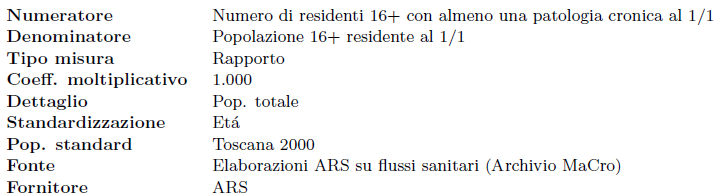 Numeratore Numero di residenti 16+ con almeno una patologia cronica al 1/1
Denominatore Popolazione 16+ residente al 1/1
Tipo misura Rapporto
Coeff. moltiplicativo 1.000
Dettaglio Pop. totale
Standardizzazione Etá
Pop. standard Toscana 2000
Fonte Elaborazioni ARS su flussi sanitari (Archivio MaCro)
Fornitore ARS